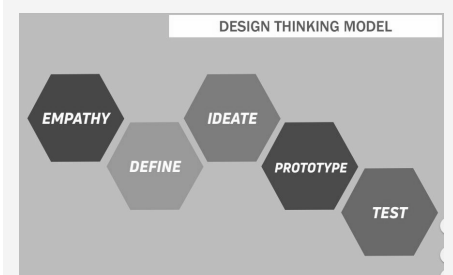 DESIGN THINKING MODEL
EMPATHY
DEFINE
IDEATE
PROTOTYPE
TEST